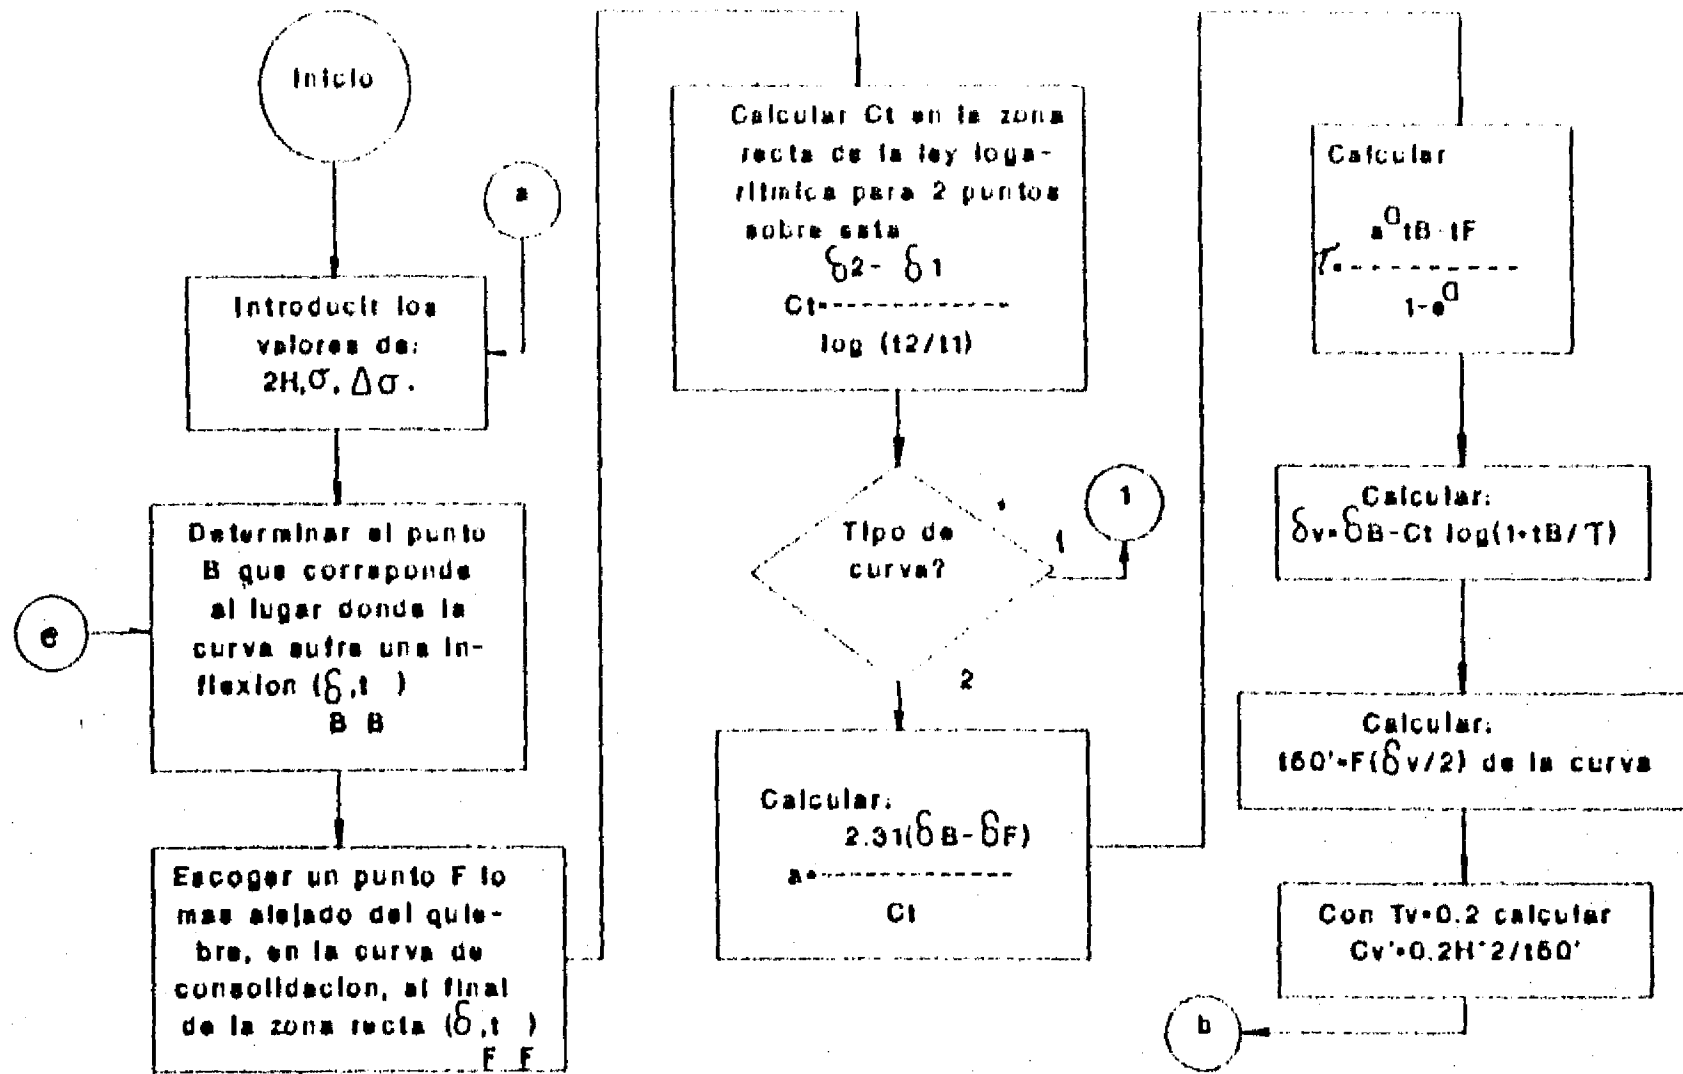 Inicio
a
Introducir los
valores de:
2H,σ, Δσ.
Determinar el punto
B que corresponde
al lugar donde la
curva sufre una in-
flexion (δ,t )
B B
e
Escoger un punto F lo
mas alejado del quie-
bre, en la curva de
consolidacion, al final
de la zona recta (δ,t )
F F
Calcular Ct en la zona
recta de la ley loga-
ritmica para 2 puntos
sobre esta
δ2- δ1
Ct=------------
log (t2/t1)
Tipo de
curva?
1
1
2
Calcular:
2.31(δB-δF)
a=-------------
Ct
Calcular
e^a tB-tF
τ=-----------
1-e^a
Calcular:
δv=δB-Ct log(1+tB/τ)
Calcular:
t50'=F(δv/2) de la curva
Con Tv=0.2 calcular
Cv'=0.2H^2/t50'
b